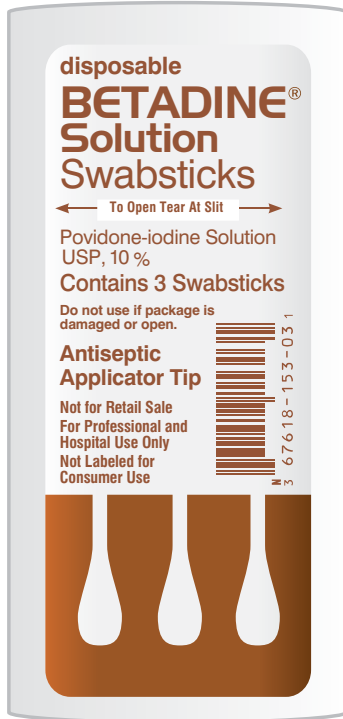 disposable
BETADINE®
Solution
Swabsticks
To Open Tear At Slit
Povidone-iodine Solution
USP, 10 %
Contains 3 Swabsticks
Do not use if package is
damaged or open.
Antiseptic
Applicator Tip
Not for Retail Sale
For Professional and
Hospital Use Only
Not Labeled for
Consumer Use
N
3 67618-153-03 1